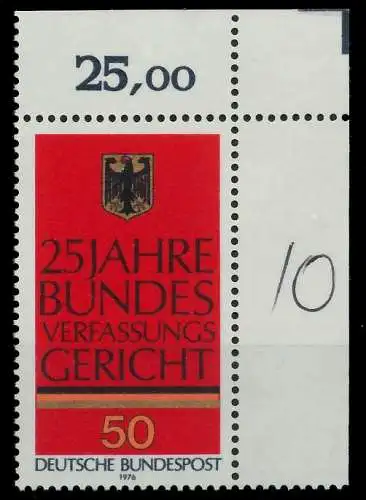 25,00
25 JAHRE
BUNDES
VERFASSUNGS
GERICHT
10
50
DEUTSCHE BUNDESPOST
1976